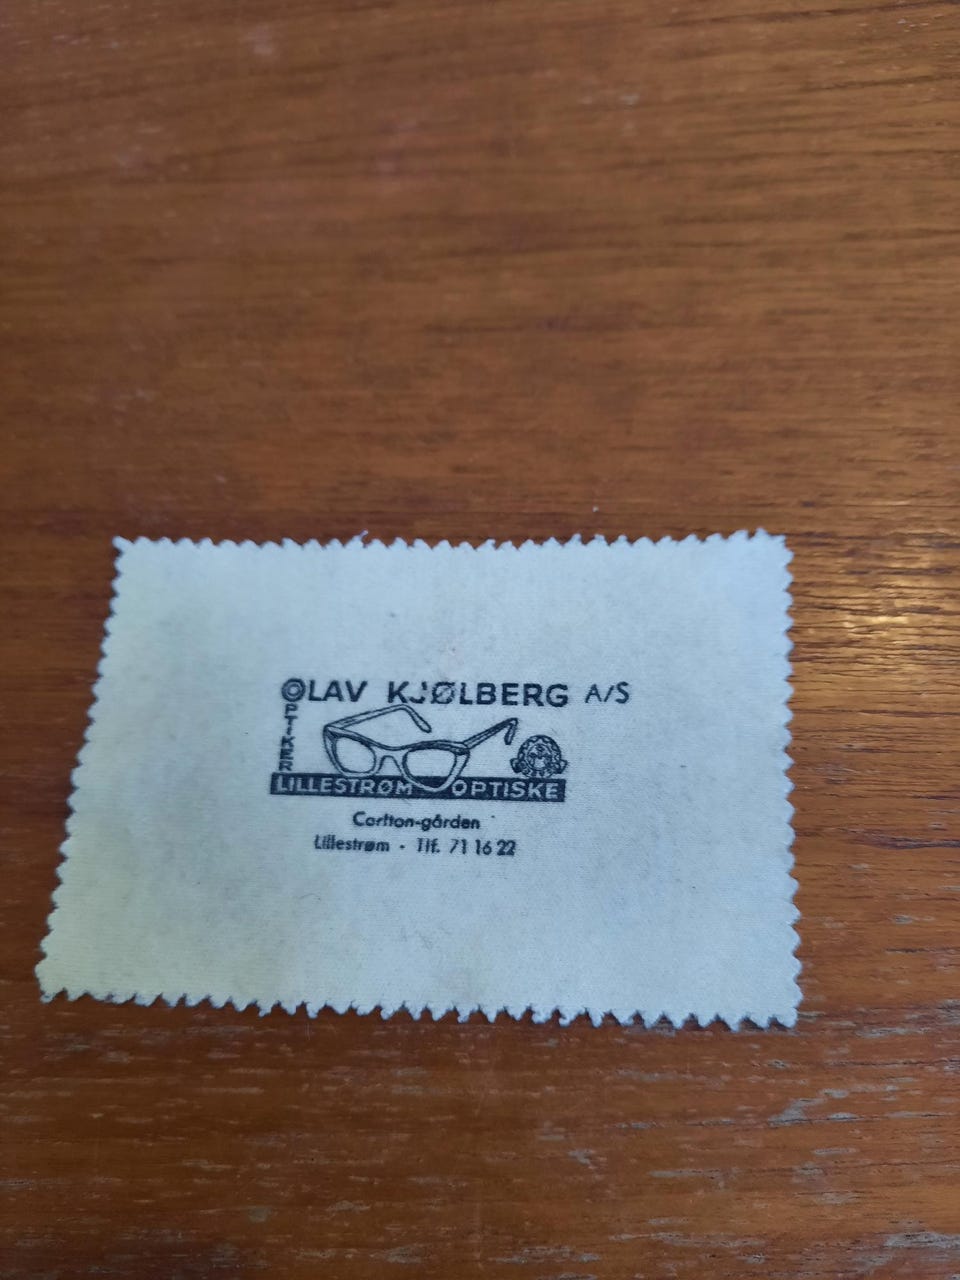 OLAV KJØLBERG A/S
OPTIKER
LILLESTRØM OPTISKE
Carlton-gården
Lillestrøm - Tlf. 71 16 22